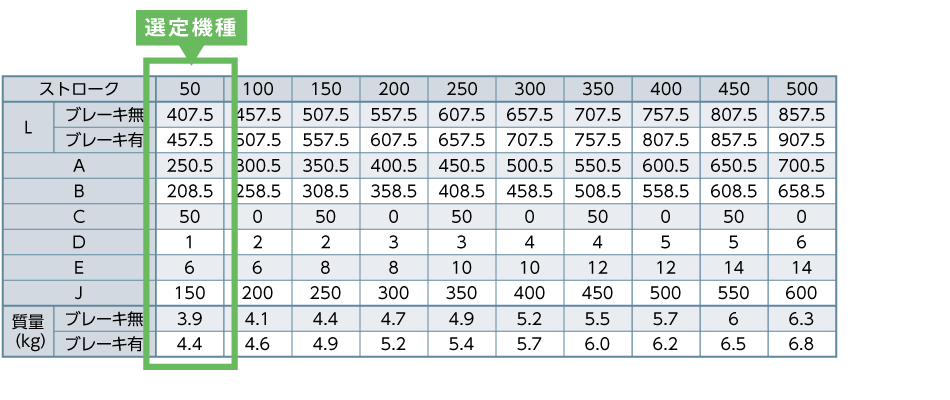 選定機種
ストローク 50 100 150 200 250 300 350 400 450 500
L ブレーキ無 407.5 457.5 507.5 557.5 607.5 657.5 707.5 757.5 807.5 857.5
ブレーキ有 457.5 507.5 557.5 607.5 657.5 707.5 757.5 807.5 857.5 907.5
A 250.5 300.5 350.5 400.5 450.5 500.5 550.5 600.5 650.5 700.5
B 208.5 258.5 308.5 358.5 408.5 458.5 508.5 558.5 608.5 658.5
C 50 0 50 0 50 0 50 0 50 0
D 1 2 2 3 3 4 4 5 5 6
E 6 6 8 8 10 10 12 12 14 14
J 150 200 250 300 350 400 450 500 550 600
質量(kg) ブレーキ無 3.9 4.1 4.4 4.7 4.9 5.2 5.5 5.7 6 6.3
ブレーキ有 4.4 4.6 4.9 5.2 5.4 5.7 6.0 6.2 6.5 6.8